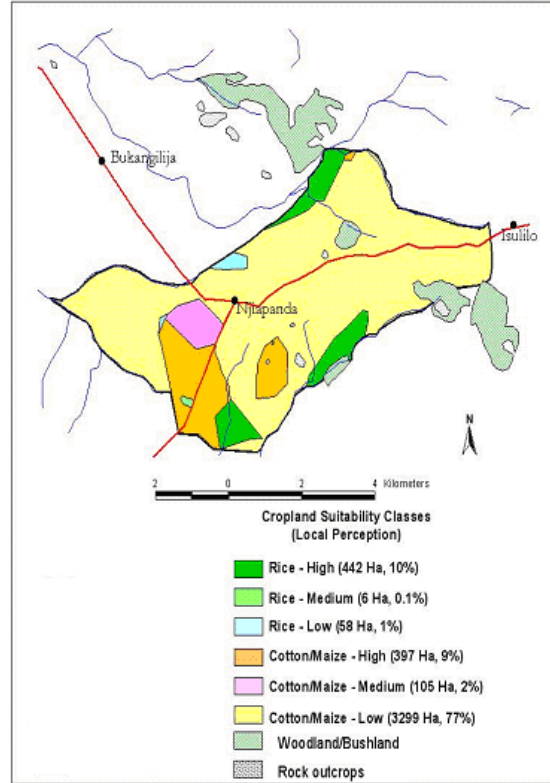 Bukangilija
Isulilo
Njiapanda
N
2 0 2 4 Kilometers
Cropland Suitability Classes
(Local Perception)
Rice - High (442 Ha, 10%)
Rice - Medium (6 Ha, 0.1%)
Rice - Low (58 Ha, 1%)
Cotton/Maize - High (397 Ha, 9%)
Cotton/Maize - Medium (105 Ha, 2%)
Cotton/Maize - Low (3299 Ha, 77%)
Woodland/Bushland
Rock outcrops